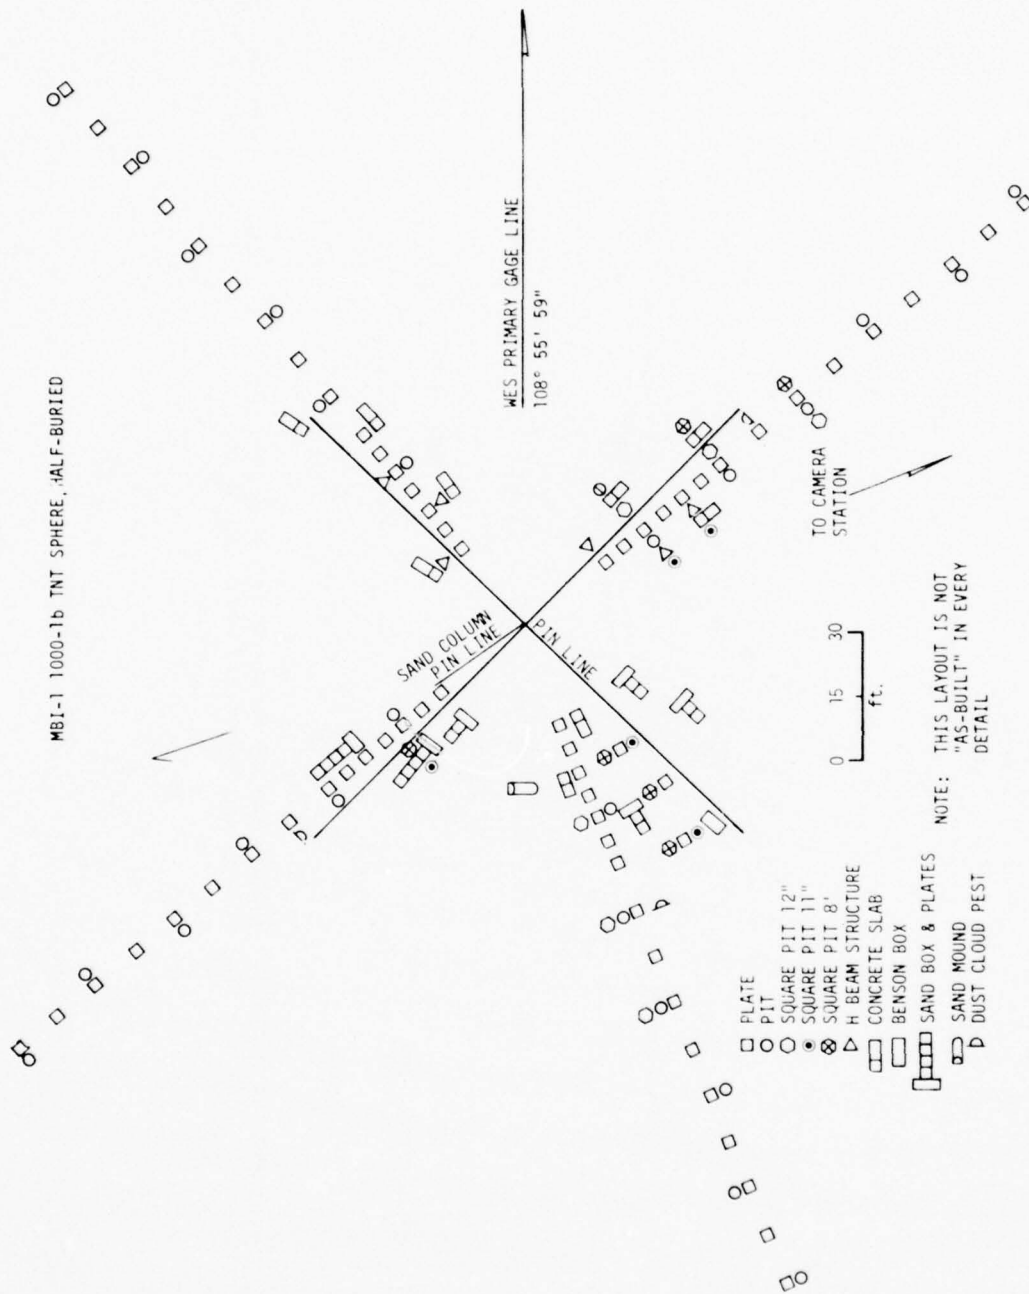 MBI-1 1000-lb TNT SPHERE, HALF-BURIED
WES PRIMARY GAGE LINE
108° 55' 59"
SAND COLUMN
PIN LINE
PIN LINE
TO CAMERA
STATION
0 15 30
ft.
NOTE: THIS LAYOUT IS NOT
"AS-BUILT" IN EVERY
DETAIL
PLATE
PIT
SQUARE PIT 12"
SQUARE PIT 11"
SQUARE PIT 8'
H BEAM STRUCTURE
CONCRETE SLAB
BENSON BOX
SAND BOX & PLATES
SAND MOUND
DUST CLOUD PEST